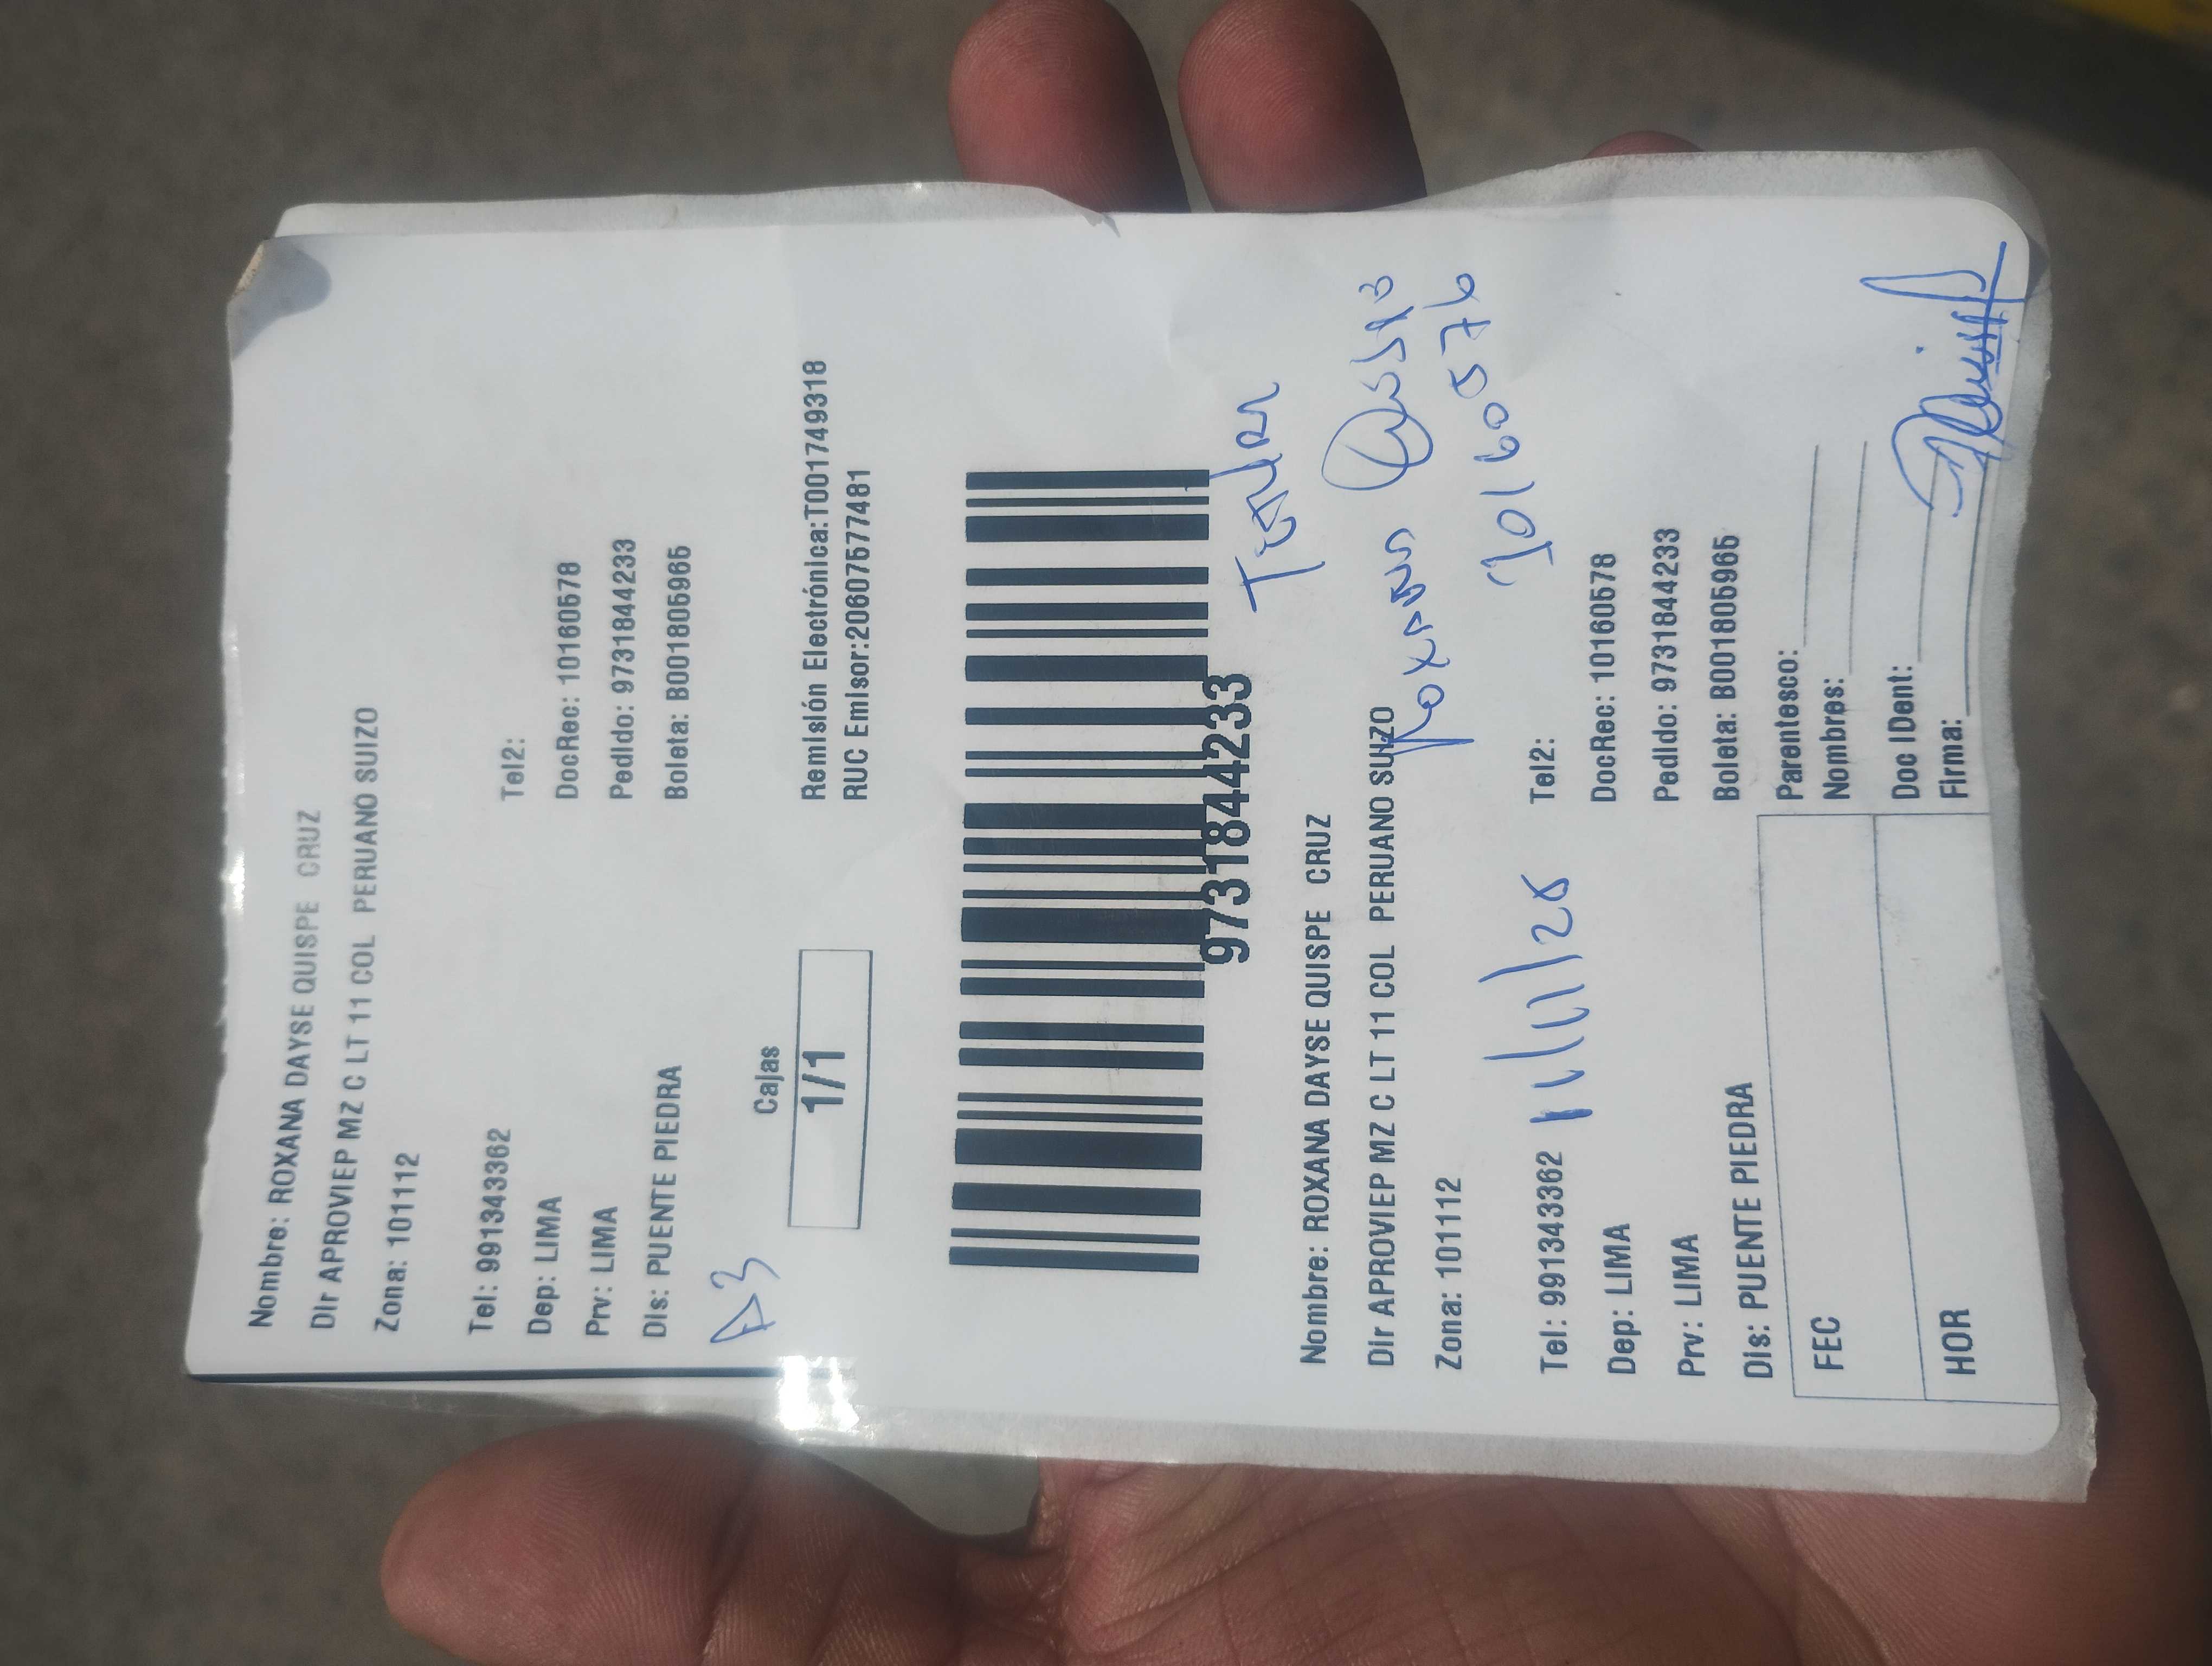 Nombre: ROXANA DAYSE QUISPE CRUZ
Dir APROVIEP MZ C LT 11 COL PERUANO SUIZO
Zona: 101112
Tel: 991343362 Tel2:
Dep: LIMA DocRec: 10160578
Prv: LIMA Pedido: 9731844233
Dis: PUENTE PIEDRA Boleta: B001805965
A3
Cajas
1/1
Remisión Electrónica:T001749318
RUC Emisor:20607577481
9731844233
Nombre: ROXANA DAYSE QUISPE CRUZ
Dir APROVIEP MZ C LT 11 COL PERUANO SUIZO
Roxana
Zona: 101112
Tel: 991343362 Tel2:
Dep: LIMA DocRec: 10160578
Prv: LIMA Pedido: 9731844233
Dis: PUENTE PIEDRA Boleta: B001805965
FEC
HOR
Parentesco:
Nombres:
Doc IDent:
Firma: